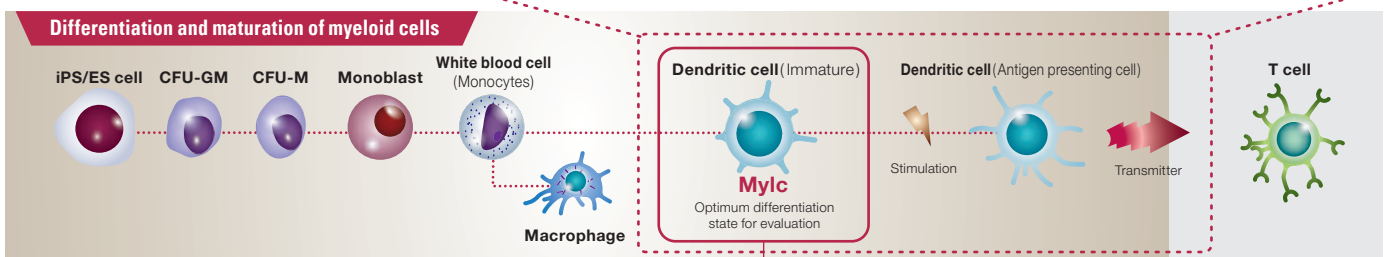 Differentiation and maturation of myeloid cells
iPS/ES cell
CFU-GM
CFU-M
Monoblast
White blood cell
(Monocytes)
Macrophage
Dendritic cell (Immature)
Mylc
Optimum differentiation
state for evaluation
Stimulation
Dendritic cell (Antigen presenting cell)
Transmitter
T cell